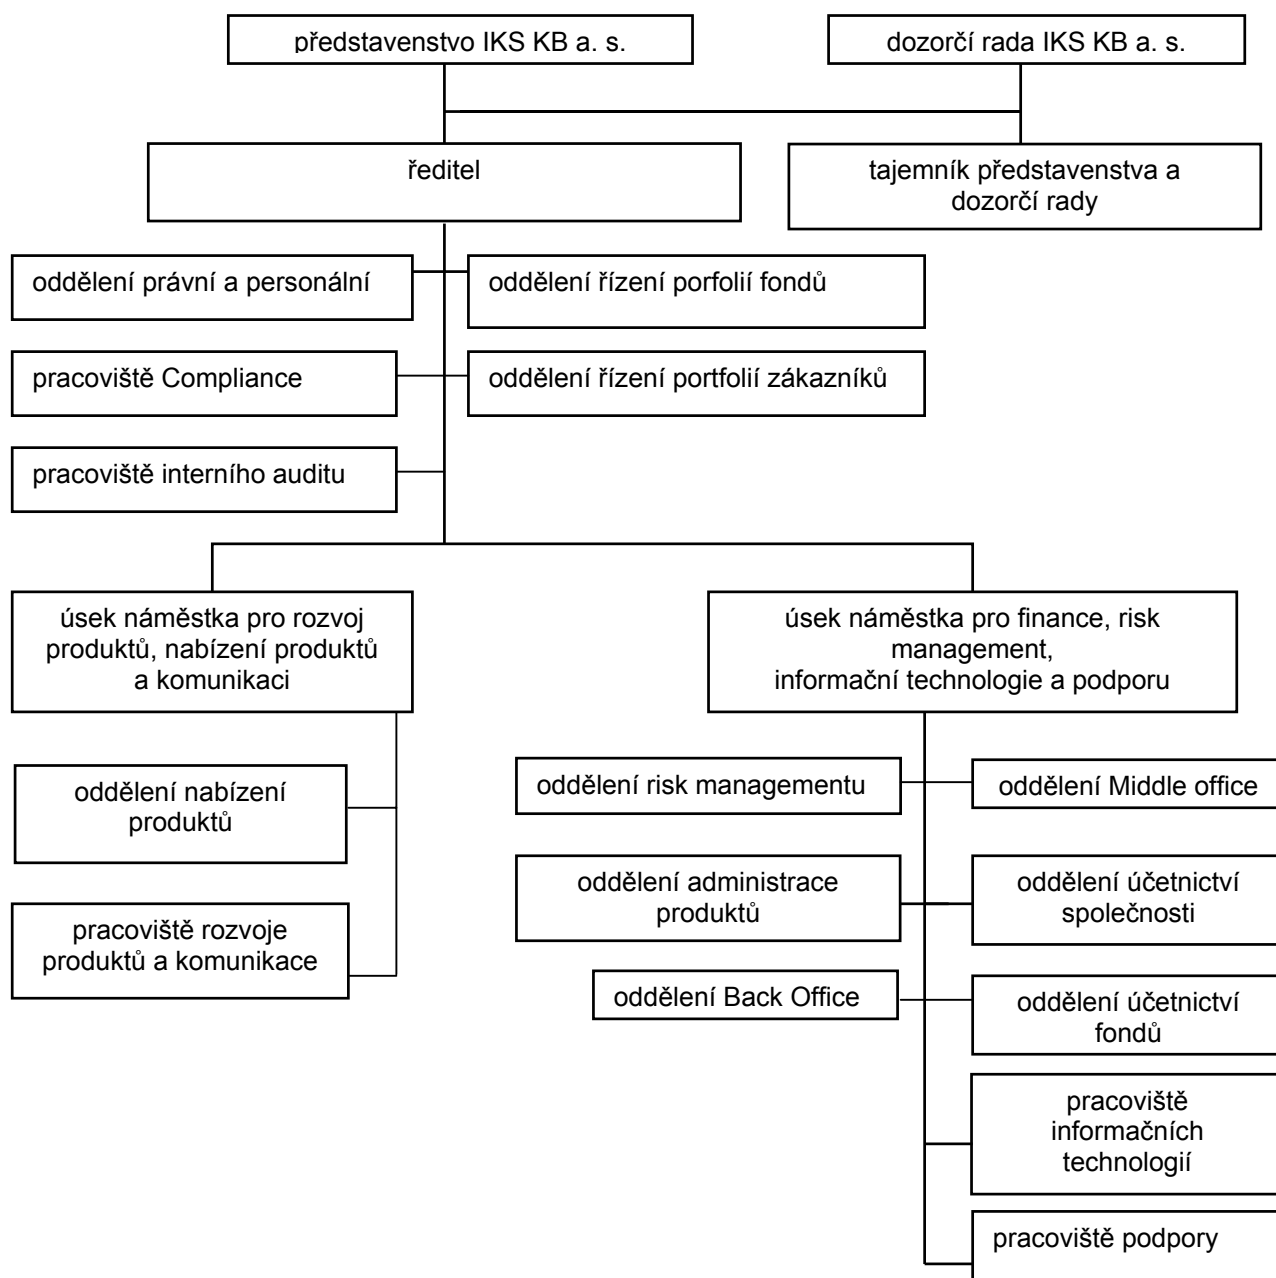 představenstvo IKS KB a. s.
dozorčí rada IKS KB a. s.
ředitel
tajemník představenstva a
dozorčí rady
oddělení právní a personální
oddělení řízení porfolií fondů
pracoviště Compliance
oddělení řízení portfolií zákazníků
pracoviště interního auditu
úsek náměstka pro rozvoj
produktů, nabízení produktů
a komunikaci
úsek náměstka pro finance, risk
management,
informační technologie a podporu
oddělení nabízení
produktů
pracoviště rozvoje
produktů a komunikace
oddělení risk managementu
oddělení Middle office
oddělení administrace
produktů
oddělení účetnictví
společnosti
oddělení Back Office
oddělení účetnictví
fondů
pracoviště
informačních
technologií
pracoviště podpory